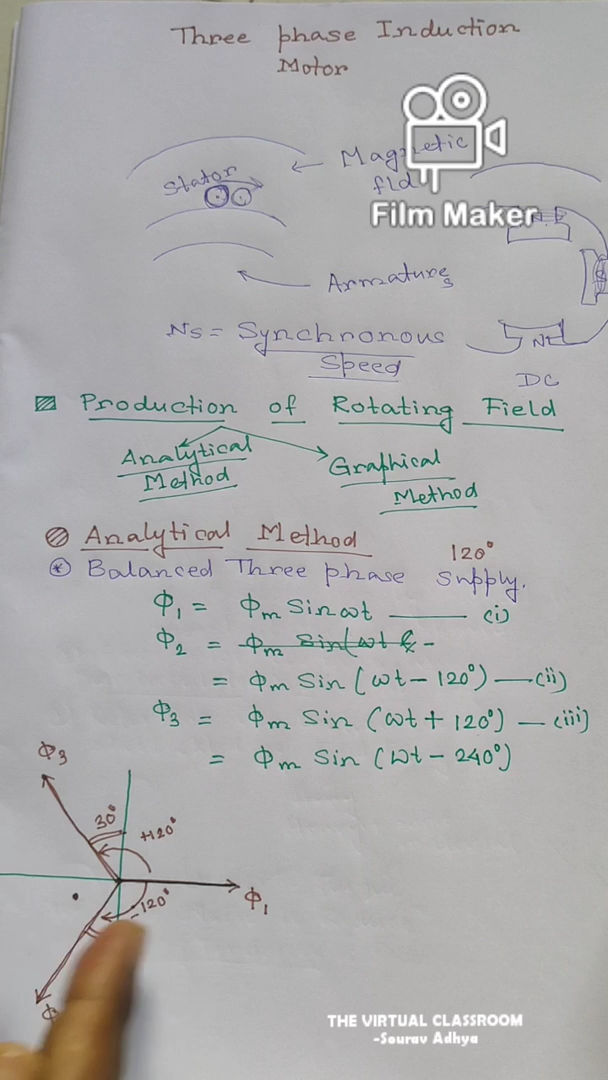 Three phase Induction
Motor
Stator
Magnetic
fld
Film Maker
Armature
s
Ns = Synchronous
Speed
N
DC
Production of Rotating Field
Analytical
Method
Graphical
Method
Analytical Method
120°
Balanced Three phase Supply.
Φ₁ = Φm Sin ωt —— (i)
Φ₂ = Φm Sin(ωt -
= Φm Sin (ωt - 120°) — (ii)
Φ₃ = Φm Sin (ωt + 120°) — (iii)
= Φm Sin (ωt - 240°)
Φ₃
30°
+120°
Φ₁
-120°
THE VIRTUAL CLASSROOM
-Sourav Adhya